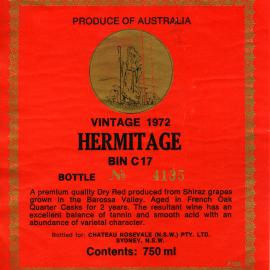 PRODUCE OF AUSTRALIA
VINTAGE 1972
HERMITAGE
BIN C17
BOTTLE № 4195
A premium quality Dry Red produced from Shiraz grapes
grown in the Barossa Valley. Aged in French Oak
Quarter Casks for 2 years. The resultant wine has an
excellent balance of tannin and smooth acid with an
abundance of varietal character.
Bottled for: CHATEAU ROSEVALE (N.S.W.) PTY. LTD.
SYDNEY, N.S.W.
Contents: 750 ml